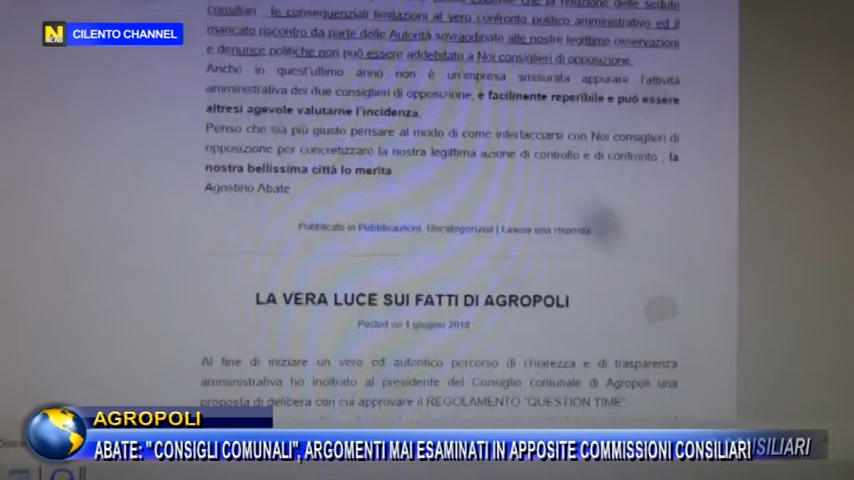 N
CILENTO CHANNEL
la riduzione delle sedute
consiliari le consequenziali limitazioni al vero confronto politico amministrativo ed il
mancato riscontro da parte delle Autorità sovraordinate alle nostre legittime osservazioni
e denunce politiche non può essere addebitato a Noi consiglieri di opposizione.
Anche in quest'ultimo anno non è un'impresa smisurata appurare l'attività
amministrativa dei due consiglieri di opposizione, è facilmente reperibile e può essere
altresì agevole valutarne l'incidenza.
Penso che sia più giusto pensare al modo di come interfacciarsi con Noi consiglieri di
opposizione per concretizzare la nostra legittima azione di controllo e di confronto ; la
nostra bellissima città lo merita
Agostino Abate
Pubblicato in Pubblicazioni, Uncategorized | Lascia una risposta
LA VERA LUCE SUI FATTI DI AGROPOLI
Posted on 1 giugno 2018
Al fine di iniziare un vero ed autentico percorso di chiarezza e di trasparenza
amministrativa ho inoltrato al presidente del Consiglio comunale di Agropoli una
proposta di delibera con cui approvare il REGOLAMENTO "QUESTION TIME"
AGROPOLI
ABATE: "CONSIGLI COMUNALI", ARGOMENTI MAI ESAMINATI IN APPOSITE COMMISSIONI CONSILIARI
CONSILIARI